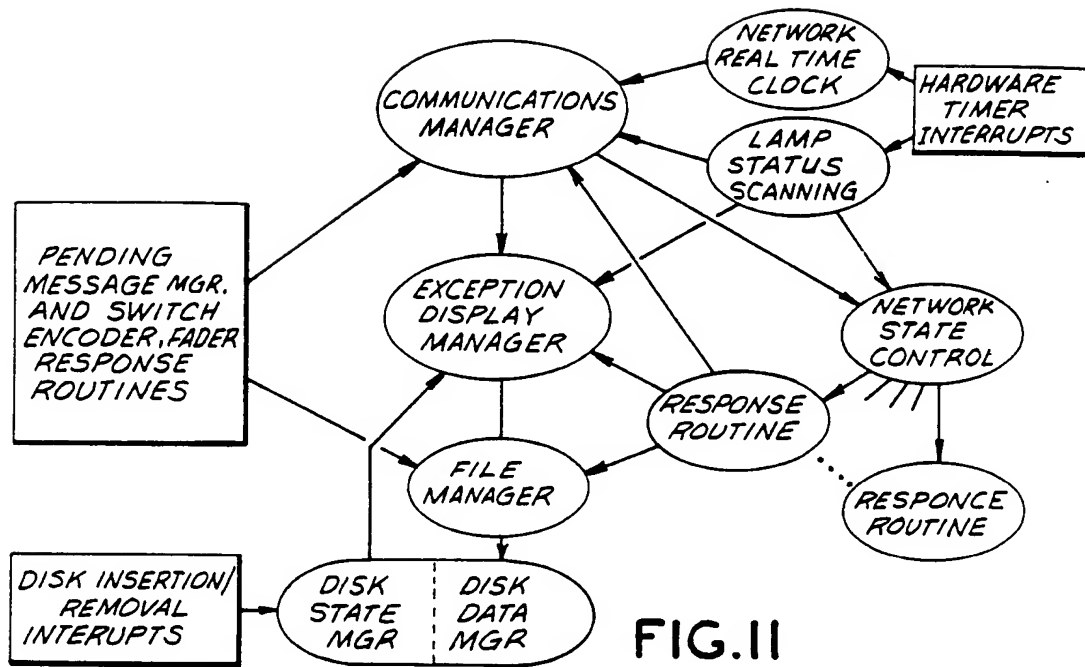 NETWORK
REAL TIME
CLOCK
HARDWARE
TIMER
INTERRUPTS
COMMUNICATIONS
MANAGER
LAMP
STATUS
SCANNING
PENDING
MESSAGE MGR.
AND SWITCH
ENCODER, FADER
RESPONSE
ROUTINES
EXCEPTION
DISPLAY
MANAGER
NETWORK
STATE
CONTROL
RESPONSE
ROUTINE
FILE
MANAGER
RESPONCE
ROUTINE
DISK INSERTION/
REMOVAL
INTERUPTS
DISK
STATE
MGR
DISK
DATA
MGR
FIG.11